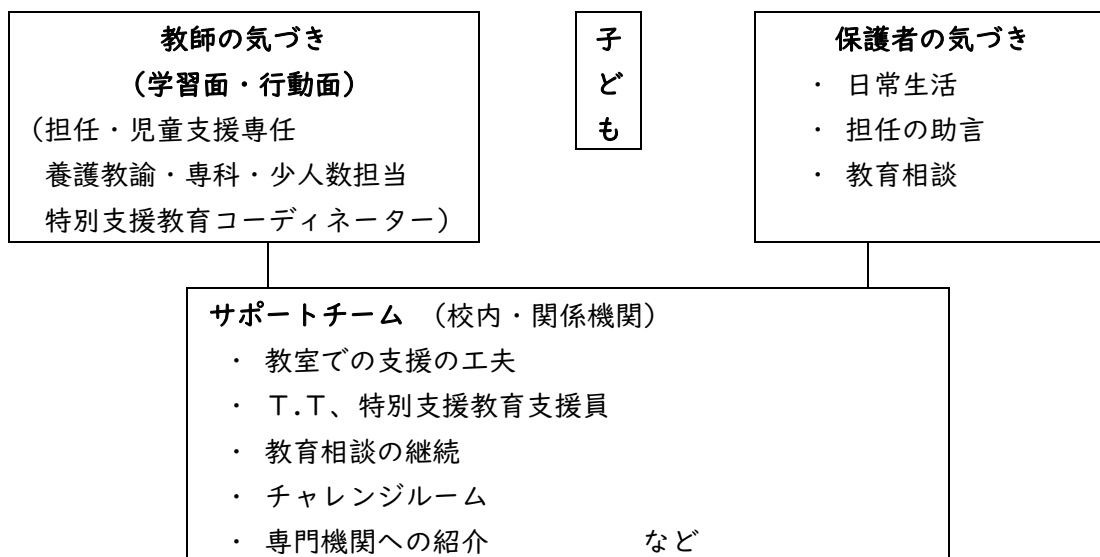 教師の気づき
（学習面・行動面）
（担任・児童支援専任
養護教諭・専科・少人数担当
特別支援教育コーディネーター）
子
ど
も
保護者の気づき
・ 日常生活
・ 担任の助言
・ 教育相談
サポートチーム （校内・関係機関）
・ 教室での支援の工夫
・ Ｔ.Ｔ、特別支援教育支援員
・ 教育相談の継続
・ チャレンジルーム
・ 専門機関への紹介 など